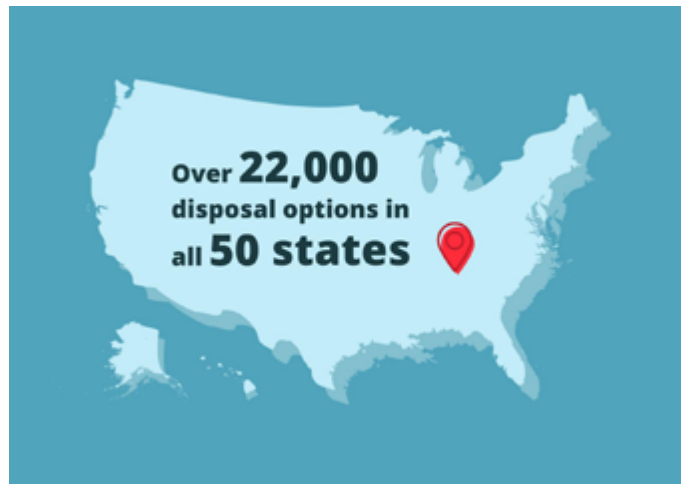 Over 22,000
disposal options in
all 50 states